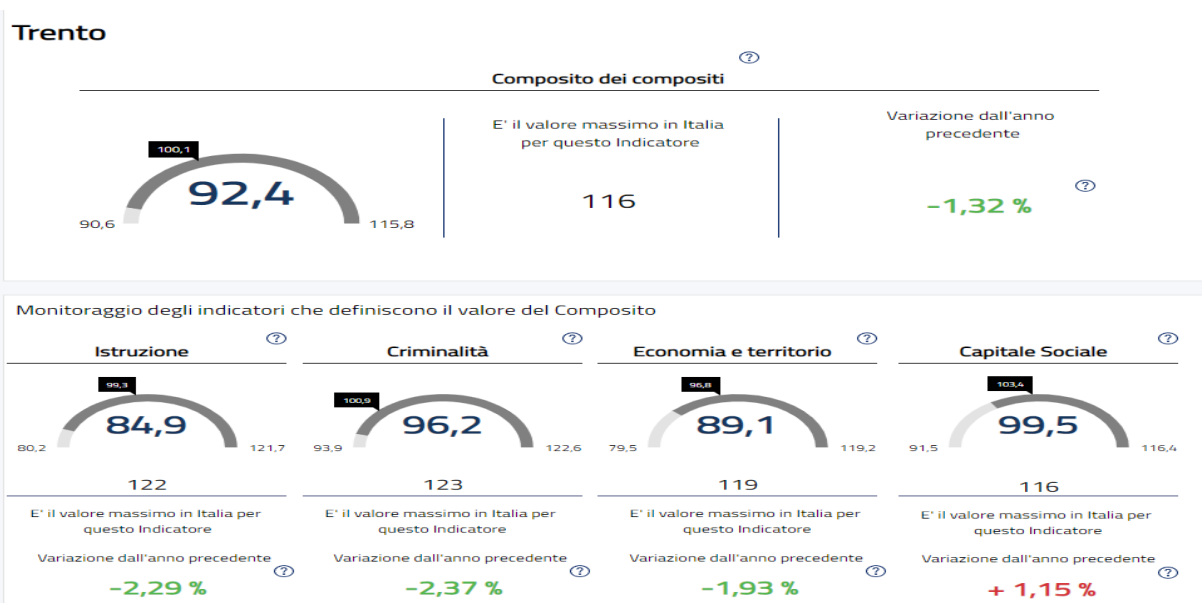 Trento
?
Composito dei compositi
100,1
92,4
90,6
115,8
E' il valore massimo in Italia
per questo Indicatore
116
Variazione dall'anno
precedente
?
-1,32 %
Monitoraggio degli indicatori che definiscono il valore del Composito
?
Istruzione
99,3
84,9
80,2
121,7
122
E' il valore massimo in Italia per
questo Indicatore
Variazione dall'anno precedente
?
-2,29 %
?
Criminalità
100,9
96,2
93,9
122,6
123
E' il valore massimo in Italia per
questo Indicatore
Variazione dall'anno precedente
?
-2,37 %
?
Economia e territorio
96,8
89,1
79,5
119,2
119
E' il valore massimo in Italia per
questo Indicatore
Variazione dall'anno precedente
?
-1,93 %
?
Capitale Sociale
103,4
99,5
91,5
116,4
116
E' il valore massimo in Italia per
questo Indicatore
Variazione dall'anno precedente
?
+ 1,15 %